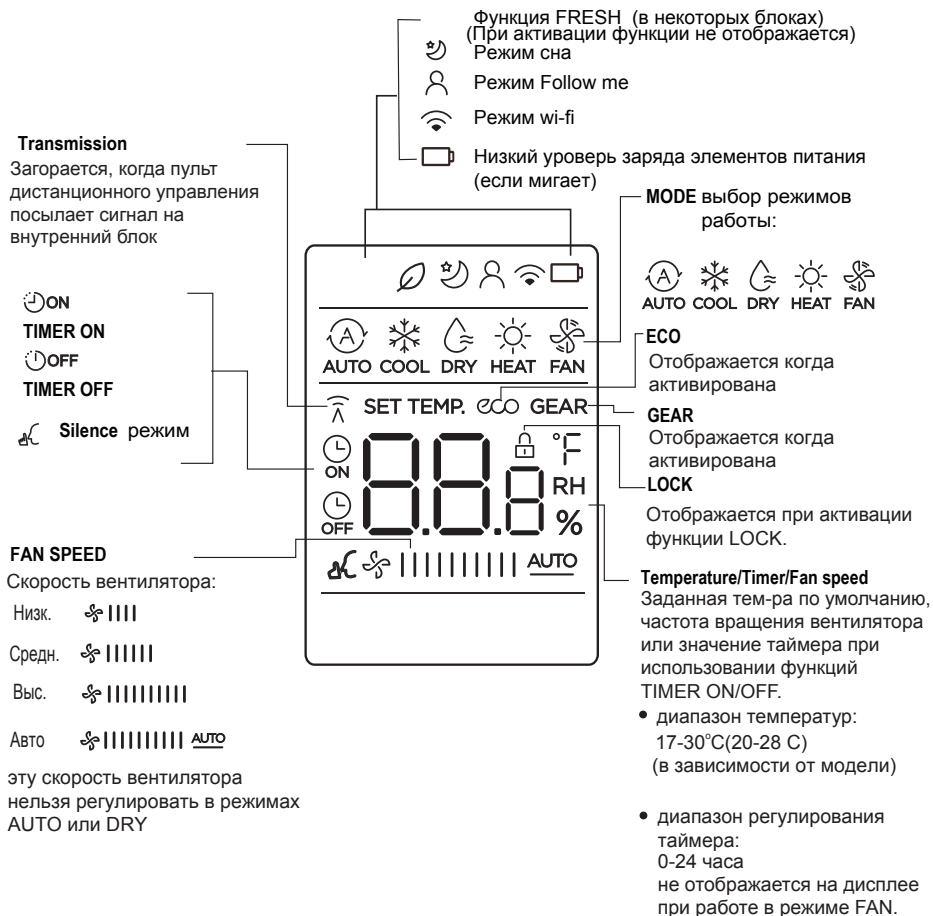 Функция FRESH (в некоторых блоках)
(При активации функции не отображается)
Режим сна
Режим Follow me
Режим wi-fi
Низкий уроверь заряда элементов питания
(если мигает)
Transmission
Загорается, когда пульт
дистанционного управления
посылает сигнал на
внутренний блок
ON
TIMER ON
OFF
TIMER OFF
Silence режим
FAN SPEED
Скорость вентилятора:
Низк.
Средн.
Выс.
Авто AUTO
эту скорость вентилятора
нельзя регулировать в режимах
AUTO или DRY
A
AUTO COOL DRY HEAT FAN
SET TEMP. eco GEAR
ON
OFF
88.8
°F
RH
%
AUTO
MODE выбор режимов
работы:
A
AUTO COOL DRY HEAT FAN
ECO
Отображается когда
активирована
GEAR
Отображается когда
активирована
LOCK
Отображается при активации
функции LOCK.
Temperature/Timer/Fan speed
Заданная тем-ра по умолчанию,
частота вращения вентилятора
или значение таймера при
использовании функций
TIMER ON/OFF.
• диапазон температур:
17-30°C(20-28 C)
(в зависимости от модели)
• диапазон регулирования
таймера:
0-24 часа
не отображается на дисплее
при работе в режиме FAN.